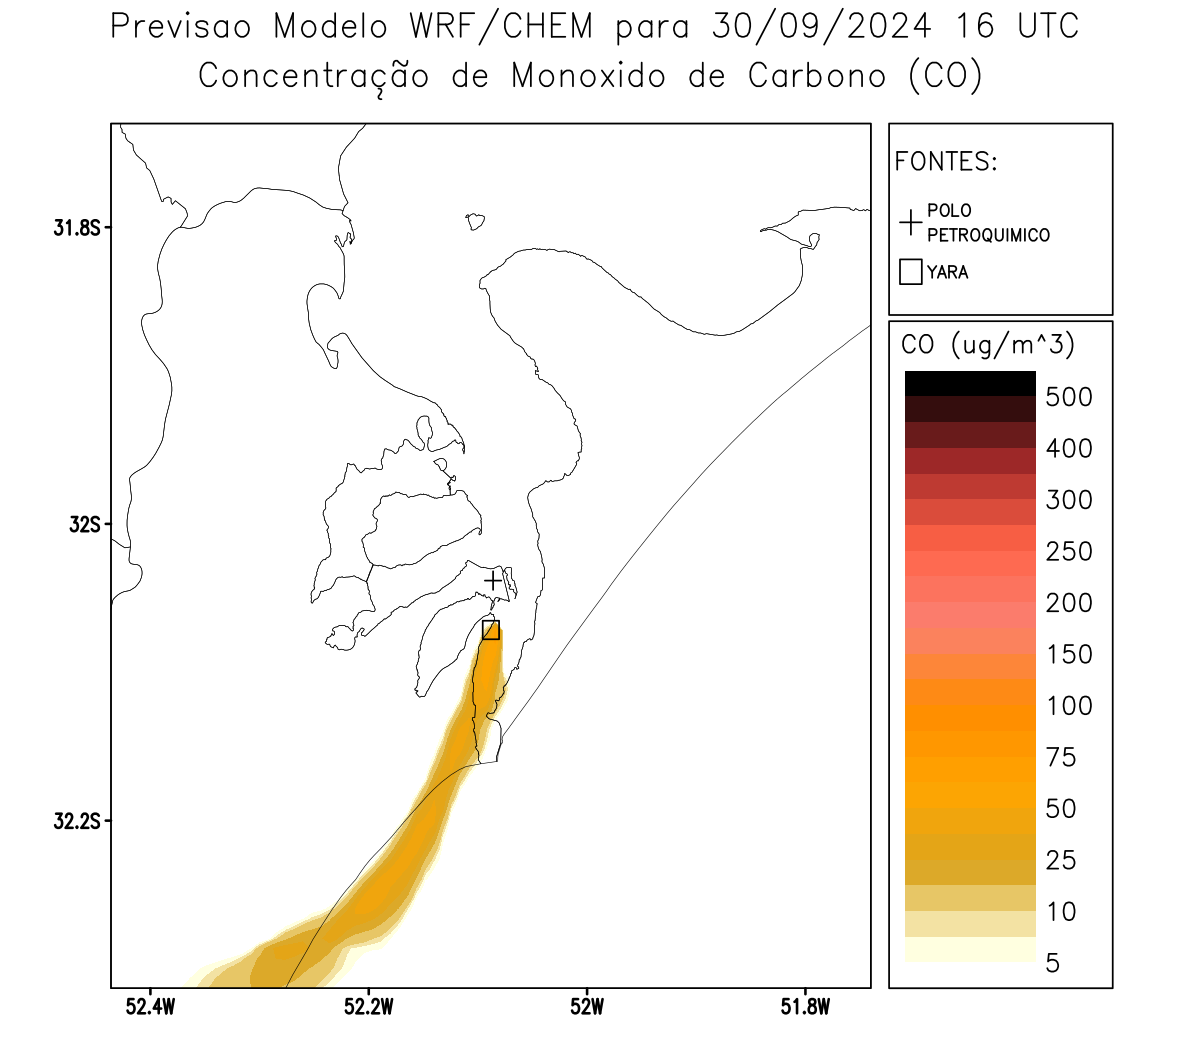 Previsao Modelo WRF/CHEM para 30/09/2024 16 UTC
Concentração de Monoxido de Carbono (CO)
FONTES:
POLO
PETROQUIMICO
YARA
CO (ug/m^3)
500
400
300
250
200
150
100
75
50
25
10
5
31.8S
32S
32.2S
52.4W
52.2W
52W
51.8W